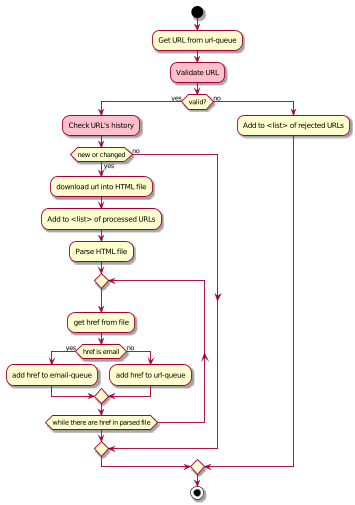 Get URL from url-queue
Validate URL
yes
valid?
no
Check URL's history
Add to <list> of rejected URLs
new or changed
no
yes
download url into HTML file
Add to <list> of processed URLs
Parse HTML file
get href from file
yes
href is email
no
add href to email-queue
add href to url-queue
while there are href in parsed file